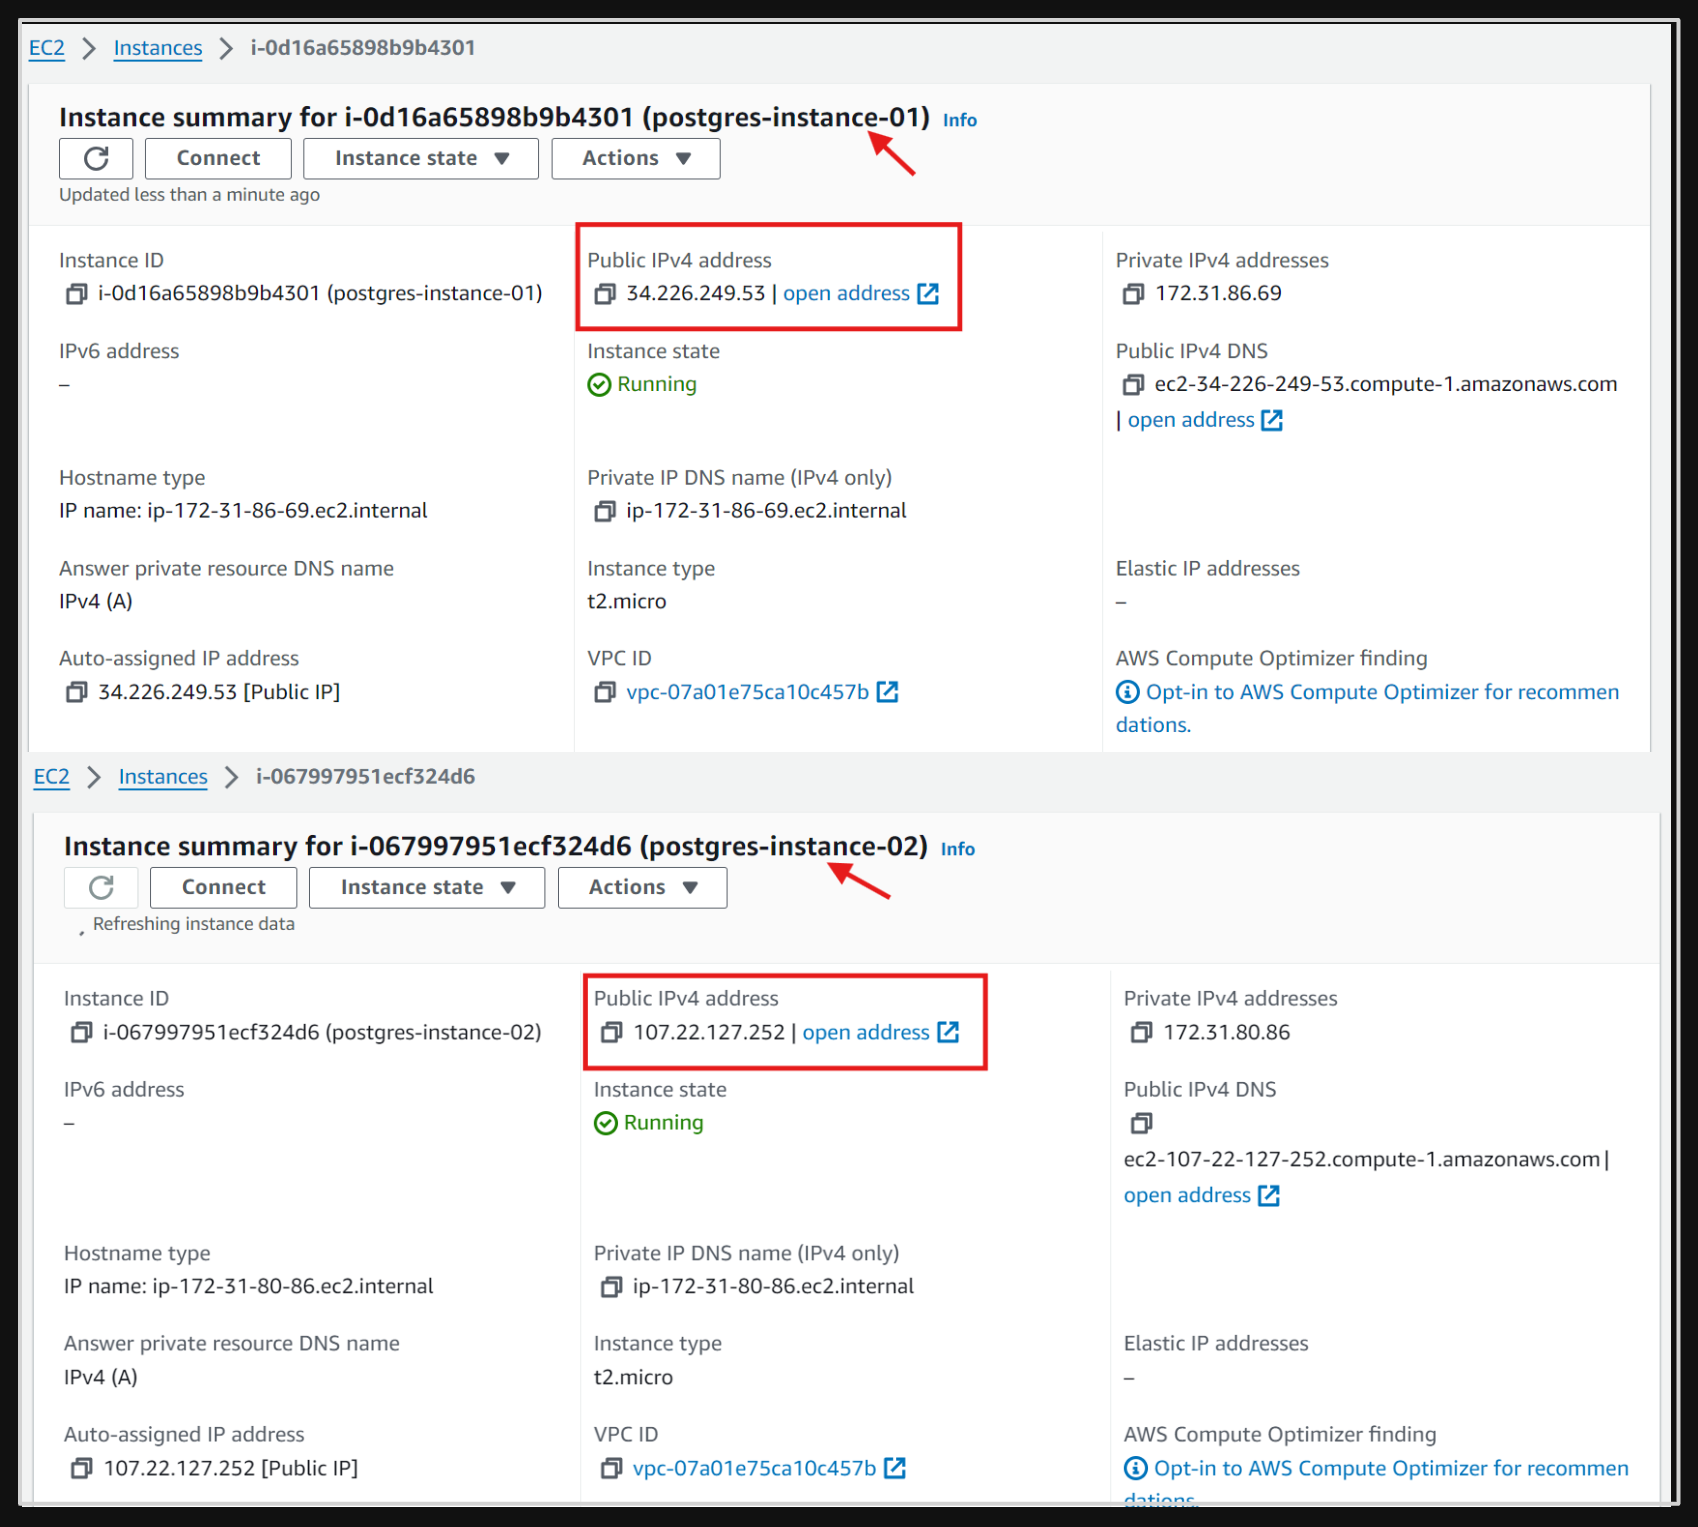 EC2 > Instances > i-0d16a65898b9b4301
Instance summary for i-0d16a65898b9b4301 (postgres-instance-01) Info
Connect Instance state Actions
Updated less than a minute ago
Instance ID
i-0d16a65898b9b4301 (postgres-instance-01)
Public IPv4 address
34.226.249.53 | open address
Private IPv4 addresses
172.31.86.69
IPv6 address
–
Instance state
Running
Public IPv4 DNS
ec2-34-226-249-53.compute-1.amazonaws.com
| open address
Hostname type
IP name: ip-172-31-86-69.ec2.internal
Private IP DNS name (IPv4 only)
ip-172-31-86-69.ec2.internal
Answer private resource DNS name
IPv4 (A)
Instance type
t2.micro
Elastic IP addresses
–
Auto-assigned IP address
34.226.249.53 [Public IP]
VPC ID
vpc-07a01e75ca10c457b
AWS Compute Optimizer finding
Opt-in to AWS Compute Optimizer for recommen
dations.
EC2 > Instances > i-067997951ecf324d6
Instance summary for i-067997951ecf324d6 (postgres-instance-02) Info
Connect Instance state Actions
Refreshing instance data
Instance ID
i-067997951ecf324d6 (postgres-instance-02)
Public IPv4 address
107.22.127.252 | open address
Private IPv4 addresses
172.31.80.86
IPv6 address
–
Instance state
Running
Public IPv4 DNS
ec2-107-22-127-252.compute-1.amazonaws.com |
open address
Hostname type
IP name: ip-172-31-80-86.ec2.internal
Private IP DNS name (IPv4 only)
ip-172-31-80-86.ec2.internal
Answer private resource DNS name
IPv4 (A)
Instance type
t2.micro
Elastic IP addresses
–
Auto-assigned IP address
107.22.127.252 [Public IP]
VPC ID
vpc-07a01e75ca10c457b
AWS Compute Optimizer finding
Opt-in to AWS Compute Optimizer for recommen
dations.